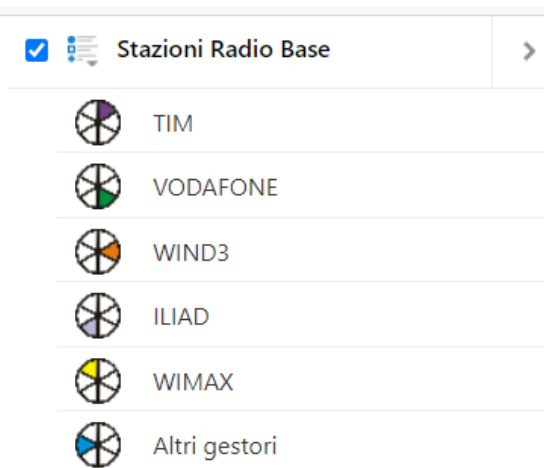 Stazioni Radio Base
TIM
VODAFONE
WIND3
ILIAD
WIMAX
Altri gestori